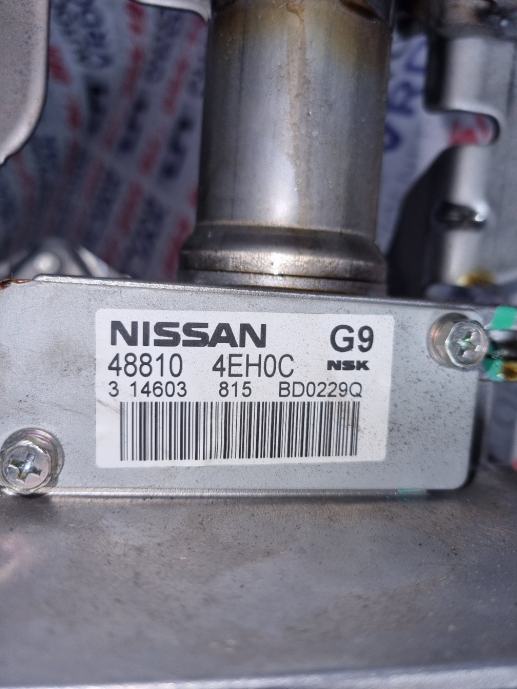 NISSAN G9
48810 4EH0C NSK
3 14603 815 BD0229Q